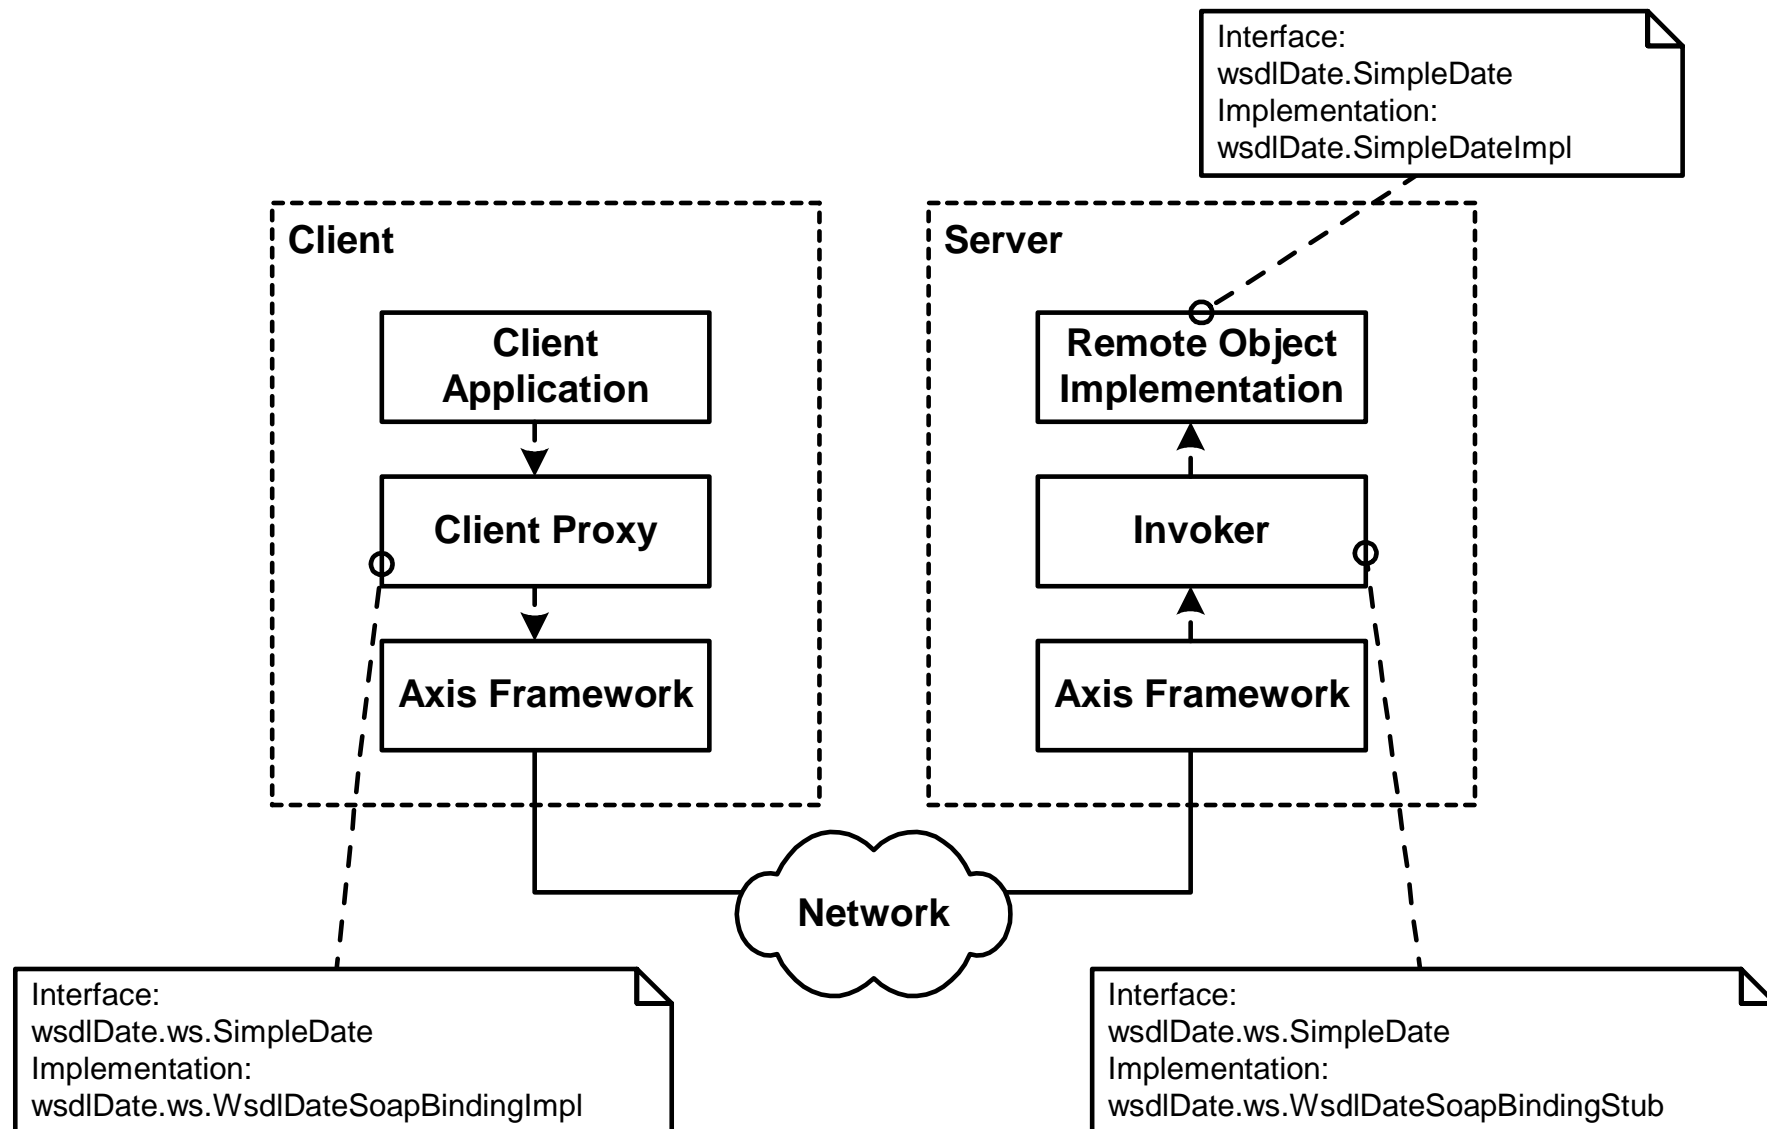 Interface:
wsdlDate.SimpleDate
Implementation:
wsdlDate.SimpleDateImpl
Client
Server
Client
Application
Remote Object
Implementation
Client Proxy
Invoker
Axis Framework
Axis Framework
Network
Interface:
wsdlDate.ws.SimpleDate
Implementation:
wsdlDate.ws.WsdlDateSoapBindingImpl
Interface:
wsdlDate.ws.SimpleDate
Implementation:
wsdlDate.ws.WsdlDateSoapBindingStub